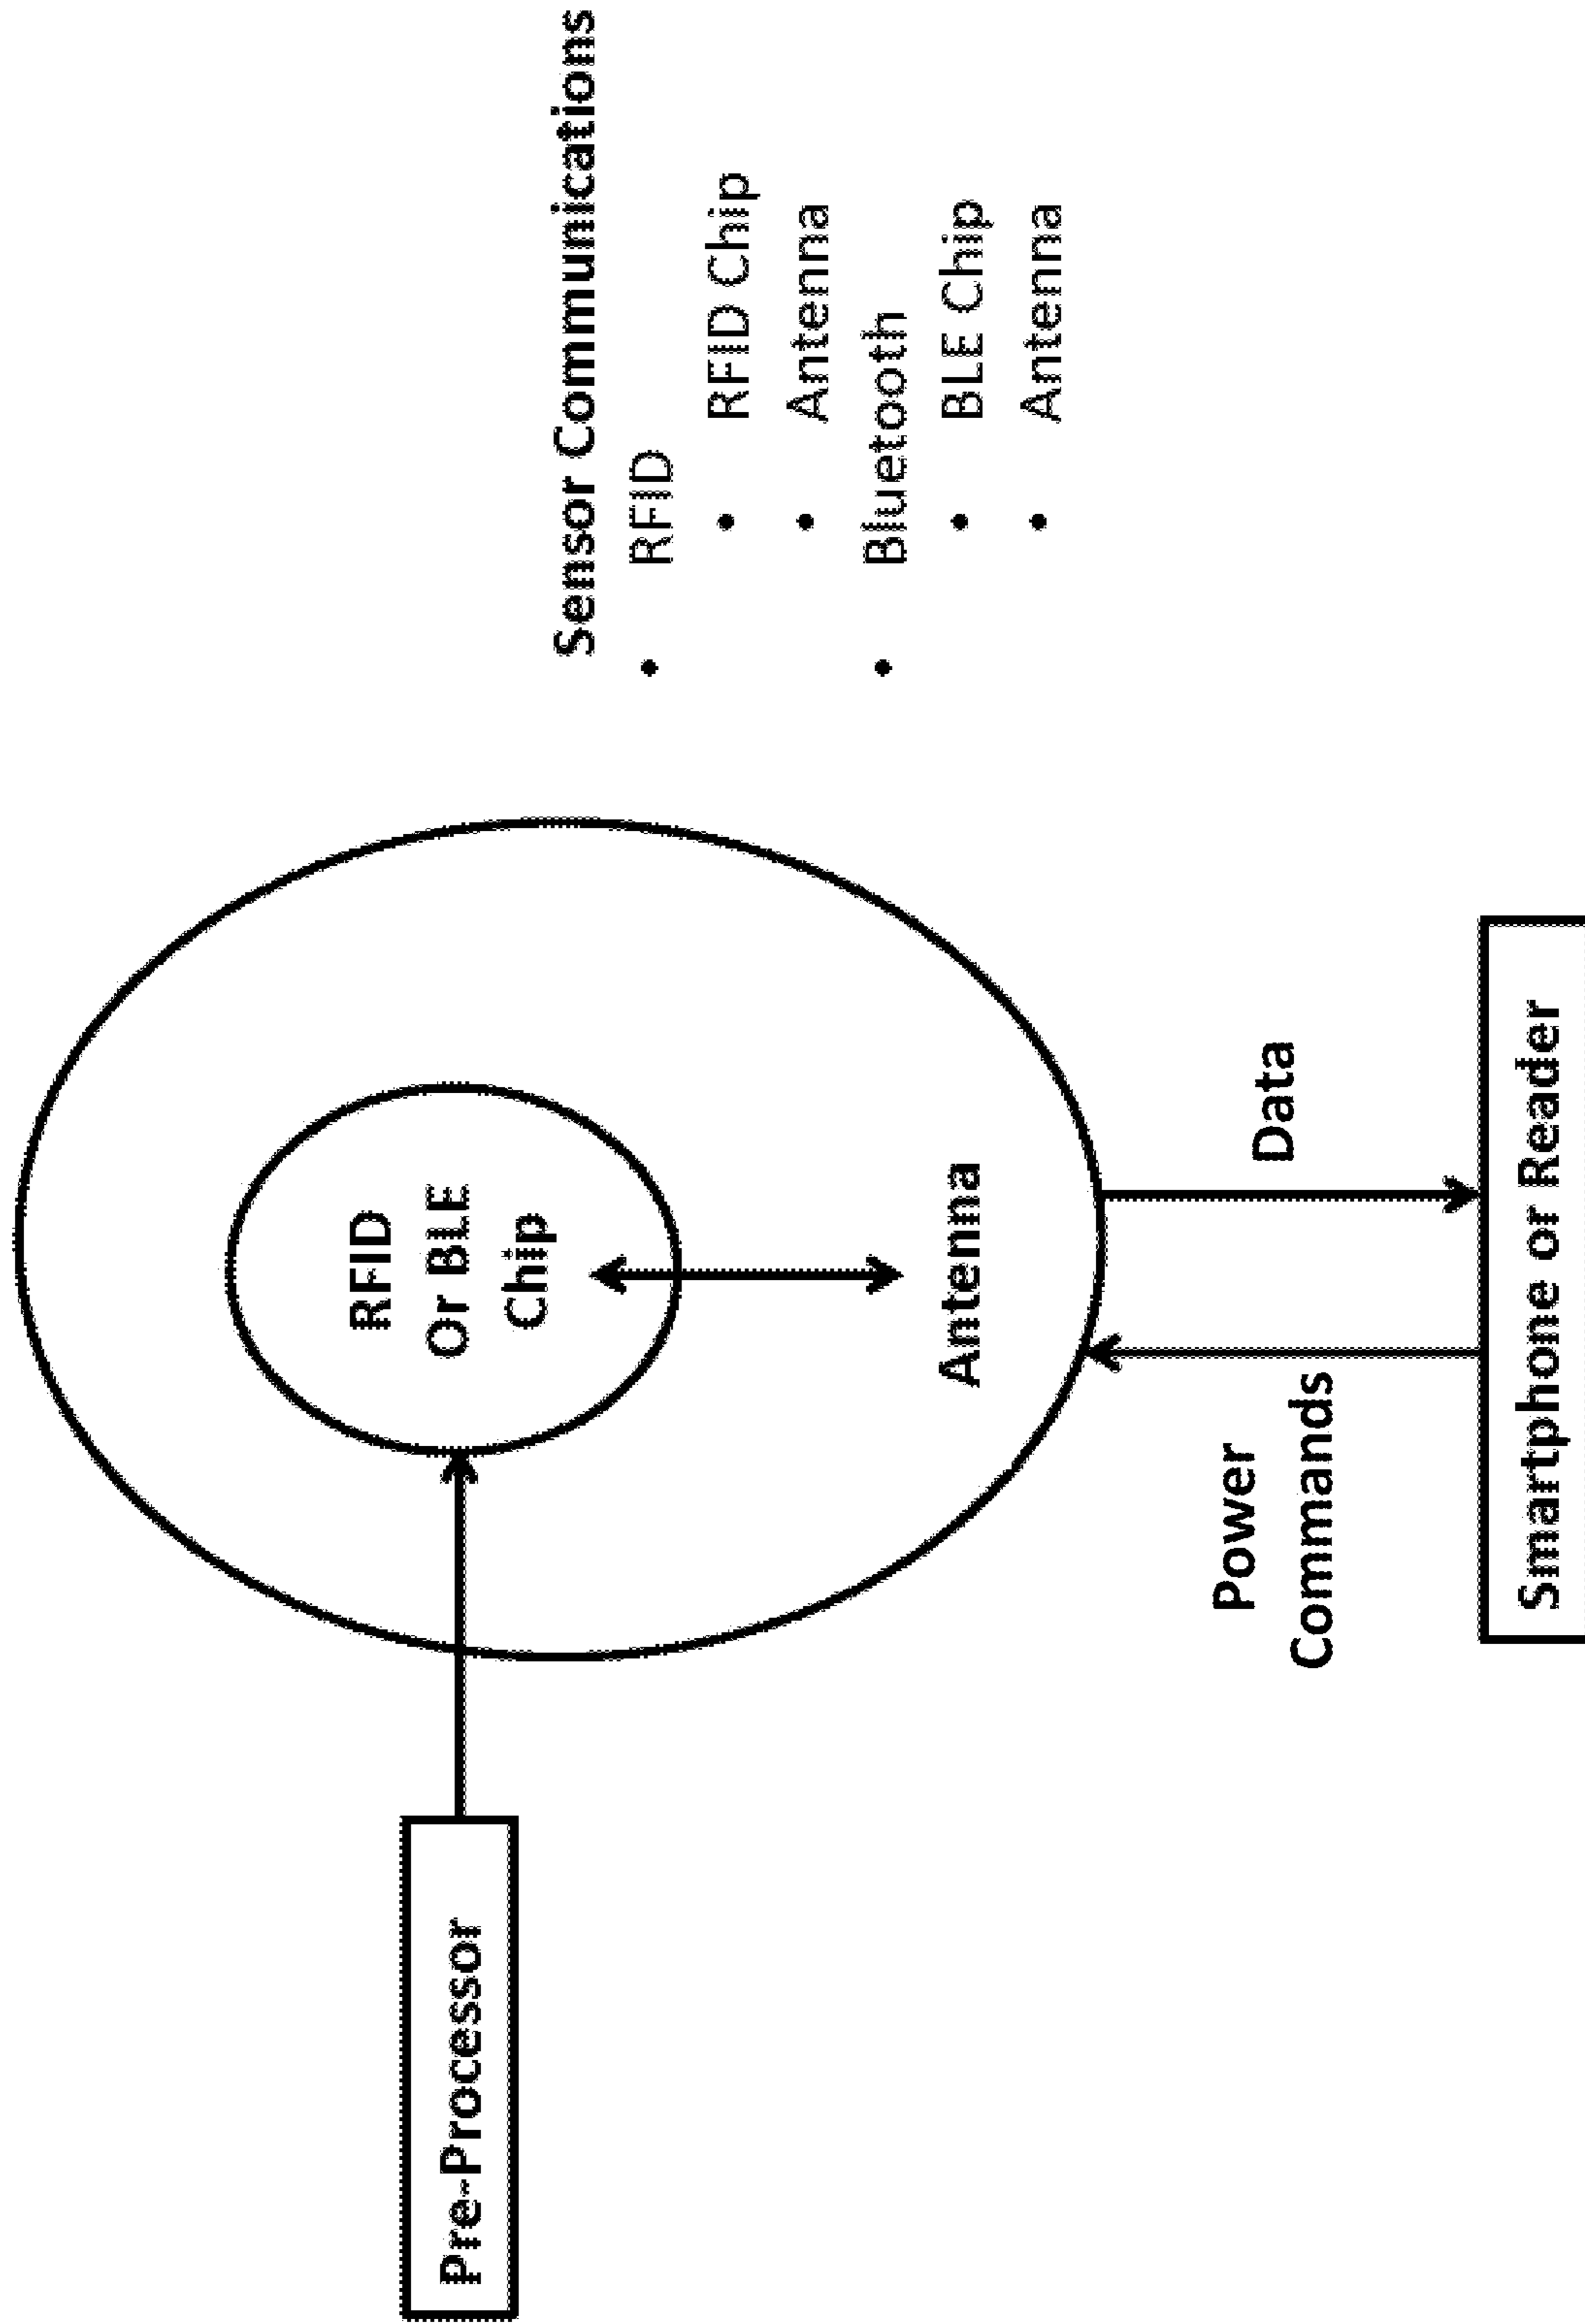 Pre-Processor
RFID
Or BLE
Chip
Antenna
Power
Commands
Data
Smartphone or Reader
Sensor Communications
• RFID
• RFID Chip
• Antenna
• Bluetooth
• BLE Chip
• Antenna